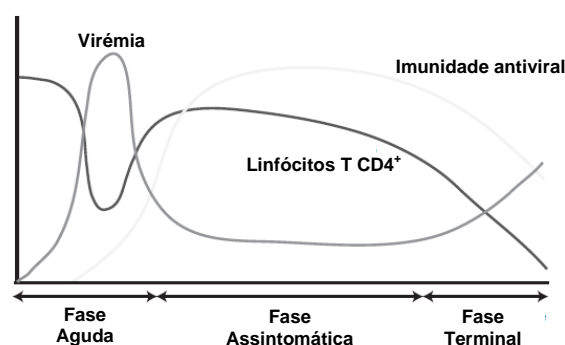 Virémia
Imunidade antiviral
Linfócitos T CD4⁺
Fase
Aguda
Fase
Assintomática
Fase
Terminal